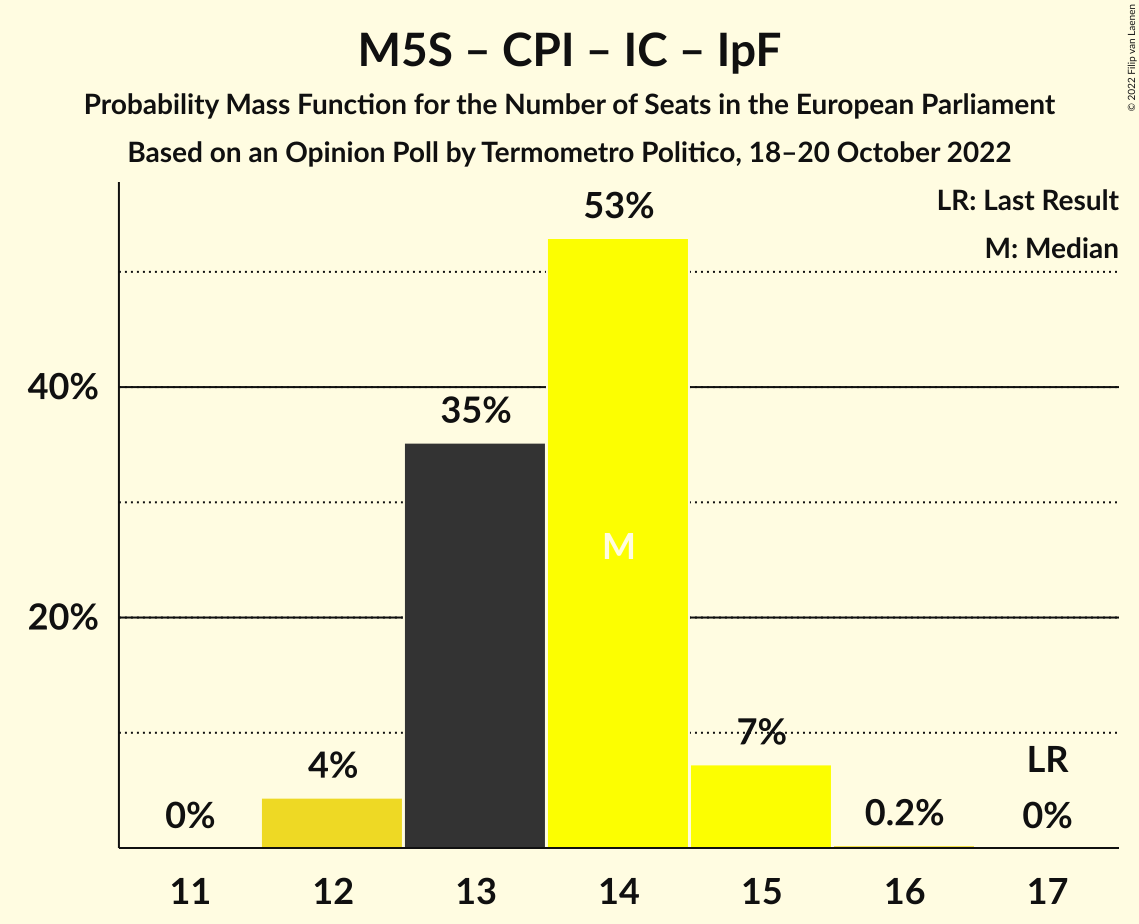 M5S – CPI – IC – IpF
Probability Mass Function for the Number of Seats in the European Parliament
Based on an Opinion Poll by Termometro Politico, 18–20 October 2022
© 2022 Filip van Laenen
LR: Last Result
M: Median
53%
40%
35%
M
20%
7%
4%
LR
0%
0.2%
0%
11 12 13 14 15 16 17